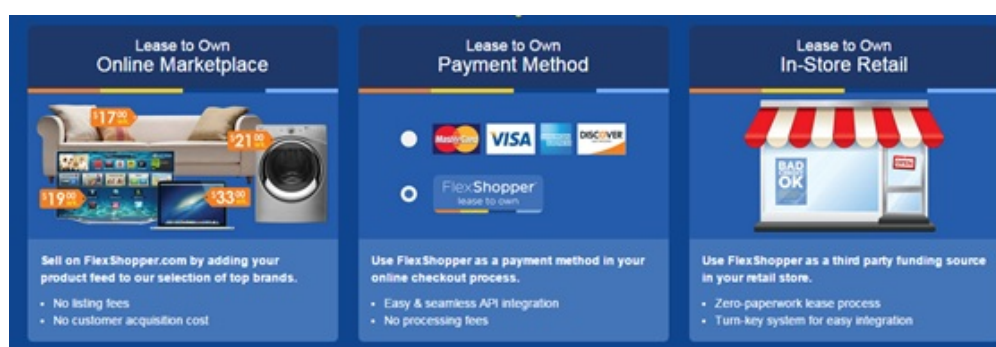 Lease to Own
Online Marketplace
$17.00
$21.00
$19.00
$33.00
Sell on FlexShopper.com by adding your
product feed to our selection of top brands.
• No listing fees
• No customer acquisition cost
Lease to Own
Payment Method
MasterCard
VISA
DISCOVER
FlexShopper
lease to own
Use FlexShopper as a payment method in your
online checkout process.
• Easy & seamless API integration
• No processing fees
Lease to Own
In-Store Retail
BAD
CREDIT
OK
OPEN
Use FlexShopper as a third party funding source
in your retail store.
• Zero-paperwork lease process
• Turn-key system for easy integration